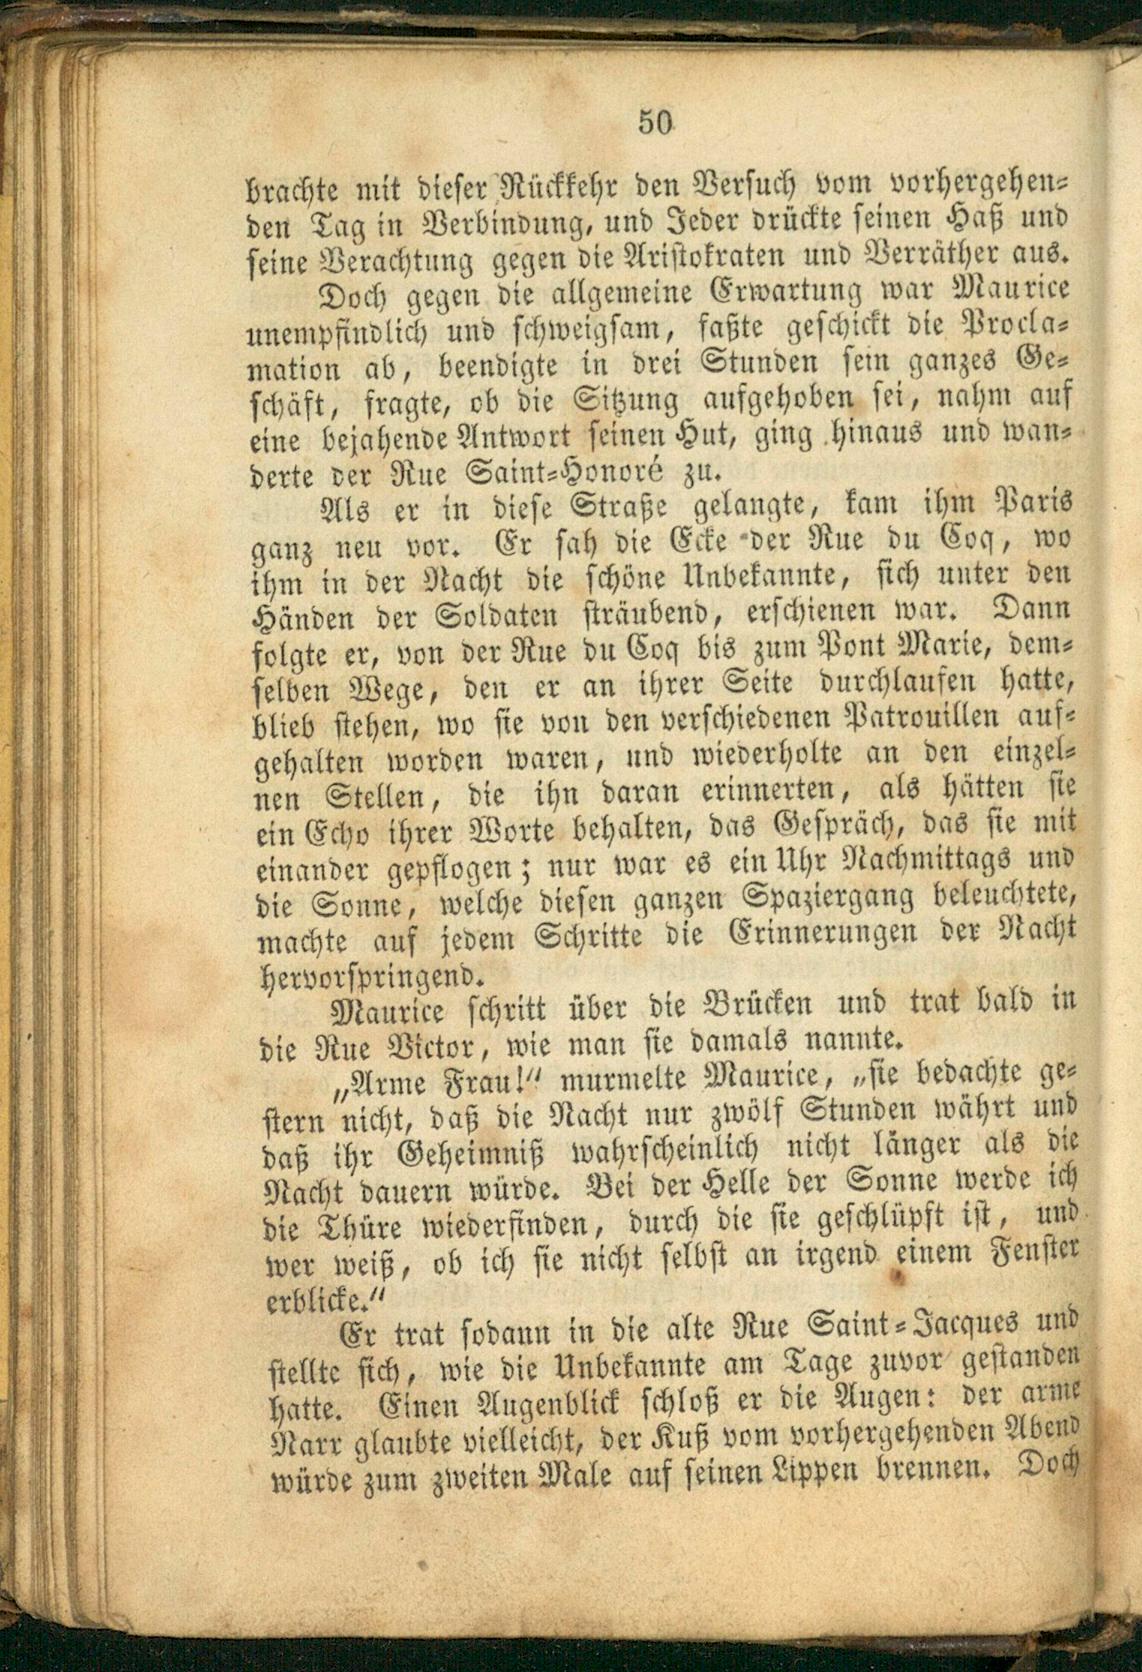 50
brachte mit dieser Rückkehr den Versuch vom vorhergehen-
den Tag in Verbindung, und Jeder drückte seinen Haß und
seine Verachtung gegen die Aristokraten und Verräther aus.
Doch gegen die allgemeine Erwartung war Maurice
unempfindlich und schweigsam, faßte geschickt die Procla-
mation ab, beendigte in drei Stunden sein ganzes Ge-
schäft, fragte, ob die Sitzung aufgehoben sei, nahm auf
eine bejahende Antwort seinen Hut, ging hinaus und wan-
derte der Rue Saint-Honoré zu.
Als er in diese Straße gelangte, kam ihm Paris
ganz neu vor. Er sah die Ecke der Rue du Coq, wo
ihm in der Nacht die schöne Unbekannte, sich unter den
Händen der Soldaten sträubend, erschienen war. Dann
folgte er, von der Rue du Coq bis zum Pont Marie, dem-
selben Wege, den er an ihrer Seite durchlaufen hatte,
blieb stehen, wo sie von den verschiedenen Patrouillen auf-
gehalten worden waren, und wiederholte an den einzel-
nen Stellen, die ihn daran erinnerten, als hätten sie
ein Echo ihrer Worte behalten, das Gespräch, das sie mit
einander gepflogen; nur war es ein Uhr Nachmittags und
die Sonne, welche diesen ganzen Spaziergang beleuchtete,
machte auf jedem Schritte die Erinnerungen der Nacht
hervorspringend.
Maurice schritt über die Brücken und trat bald in
die Rue Victor, wie man sie damals nannte.
„Arme Frau!“ murmelte Maurice, „sie bedachte ge-
stern nicht, daß die Nacht nur zwölf Stunden währt und
daß ihr Geheimniß wahrscheinlich nicht länger als die
Nacht dauern würde. Bei der Helle der Sonne werde ich
die Thüre wiederfinden, durch die sie geschlüpft ist, und
wer weiß, ob ich sie nicht selbst an irgend einem Fenster
erblicke.“
Er trat sodann in die alte Rue Saint-Jacques und
stellte sich, wie die Unbekannte am Tage zuvor gestanden
hatte. Einen Augenblick schloß er die Augen: der arme
Narr glaubte vielleicht, der Kuß vom vorhergehenden Abend
würde zum zweiten Male auf seinen Lippen brennen. Doch